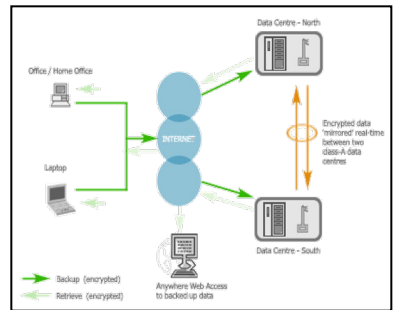 Data Centre - North
Office / Home Office
INTERNET
Encrypted data
'mirrored' real-time
between two
class-A data
centres
Laptop
Data Centre - South
Anywhere Web Access
to backed up data
Backup (encrypted)
Retrieve (encrypted)